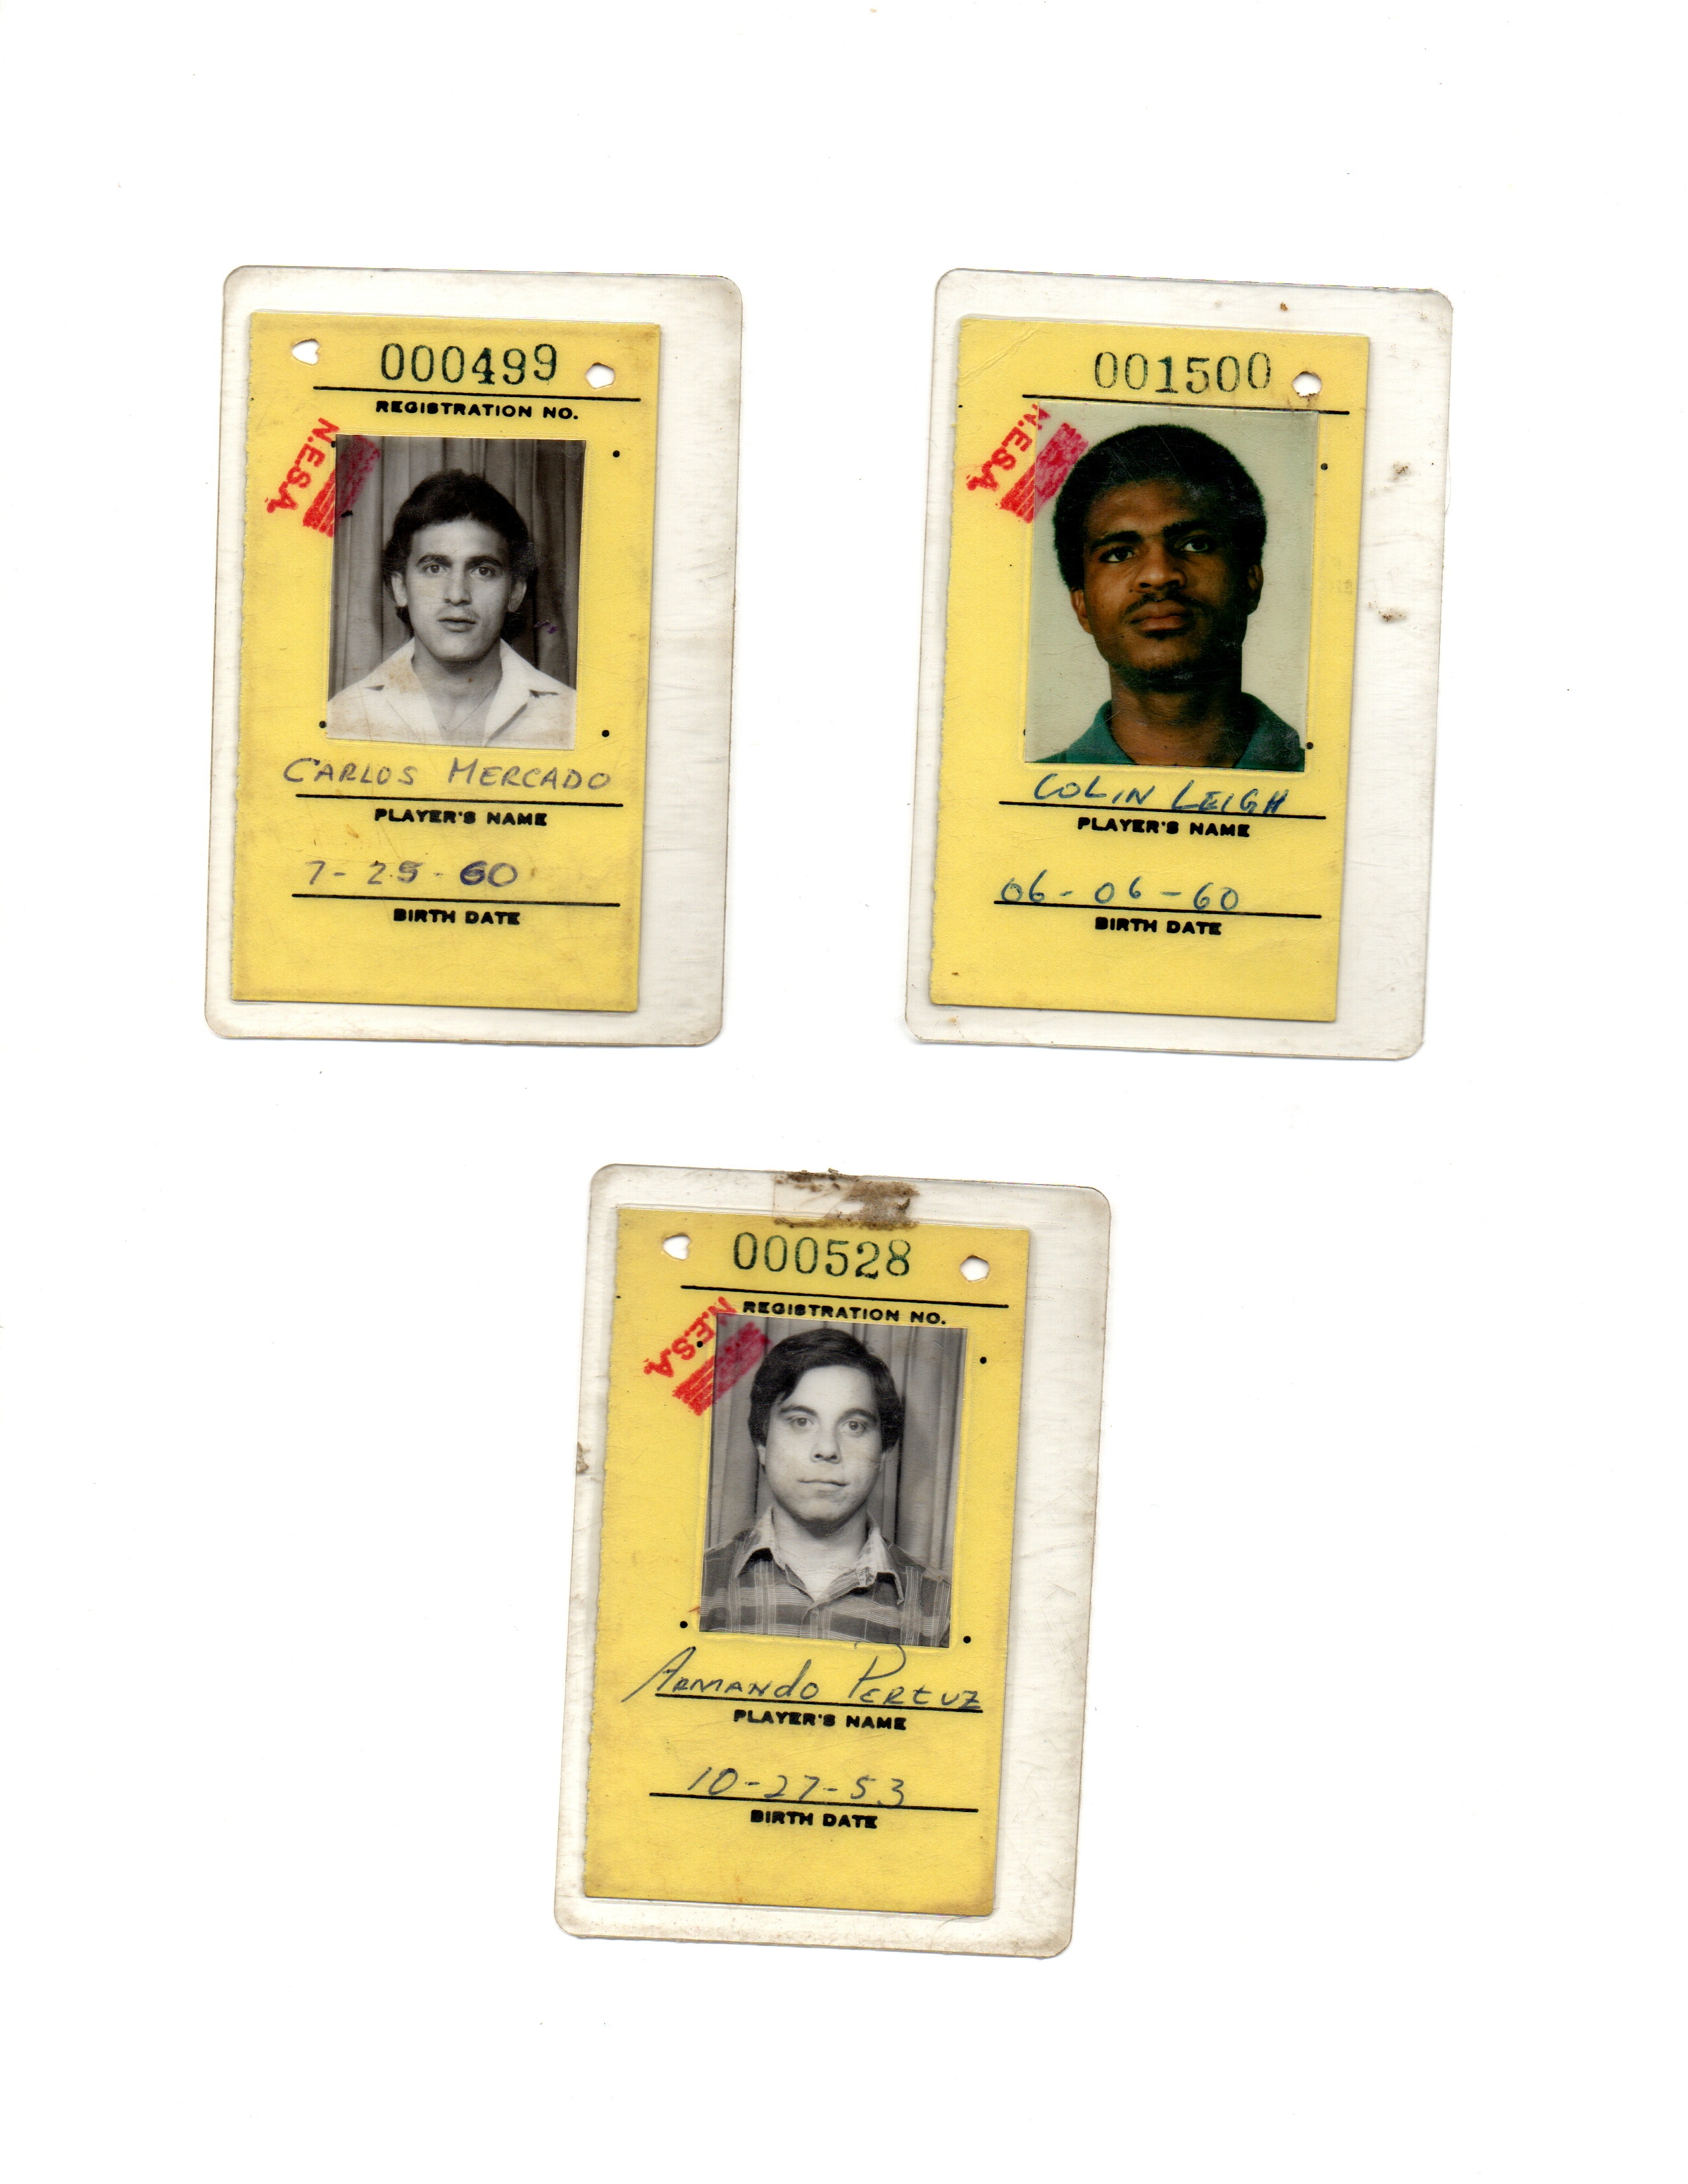 000499
REGISTRATION NO.
N.E.S.A.
CARLOS MERCADO
PLAYER'S NAME
7-25-60
BIRTH DATE
001500
N.E.S.A.
COLIN LEIGH
PLAYER'S NAME
06-06-60
BIRTH DATE
000528
REGISTRATION NO.
N.E.S.A.
ARMANDO PEREUZ
PLAYER'S NAME
10-27-53
BIRTH DATE